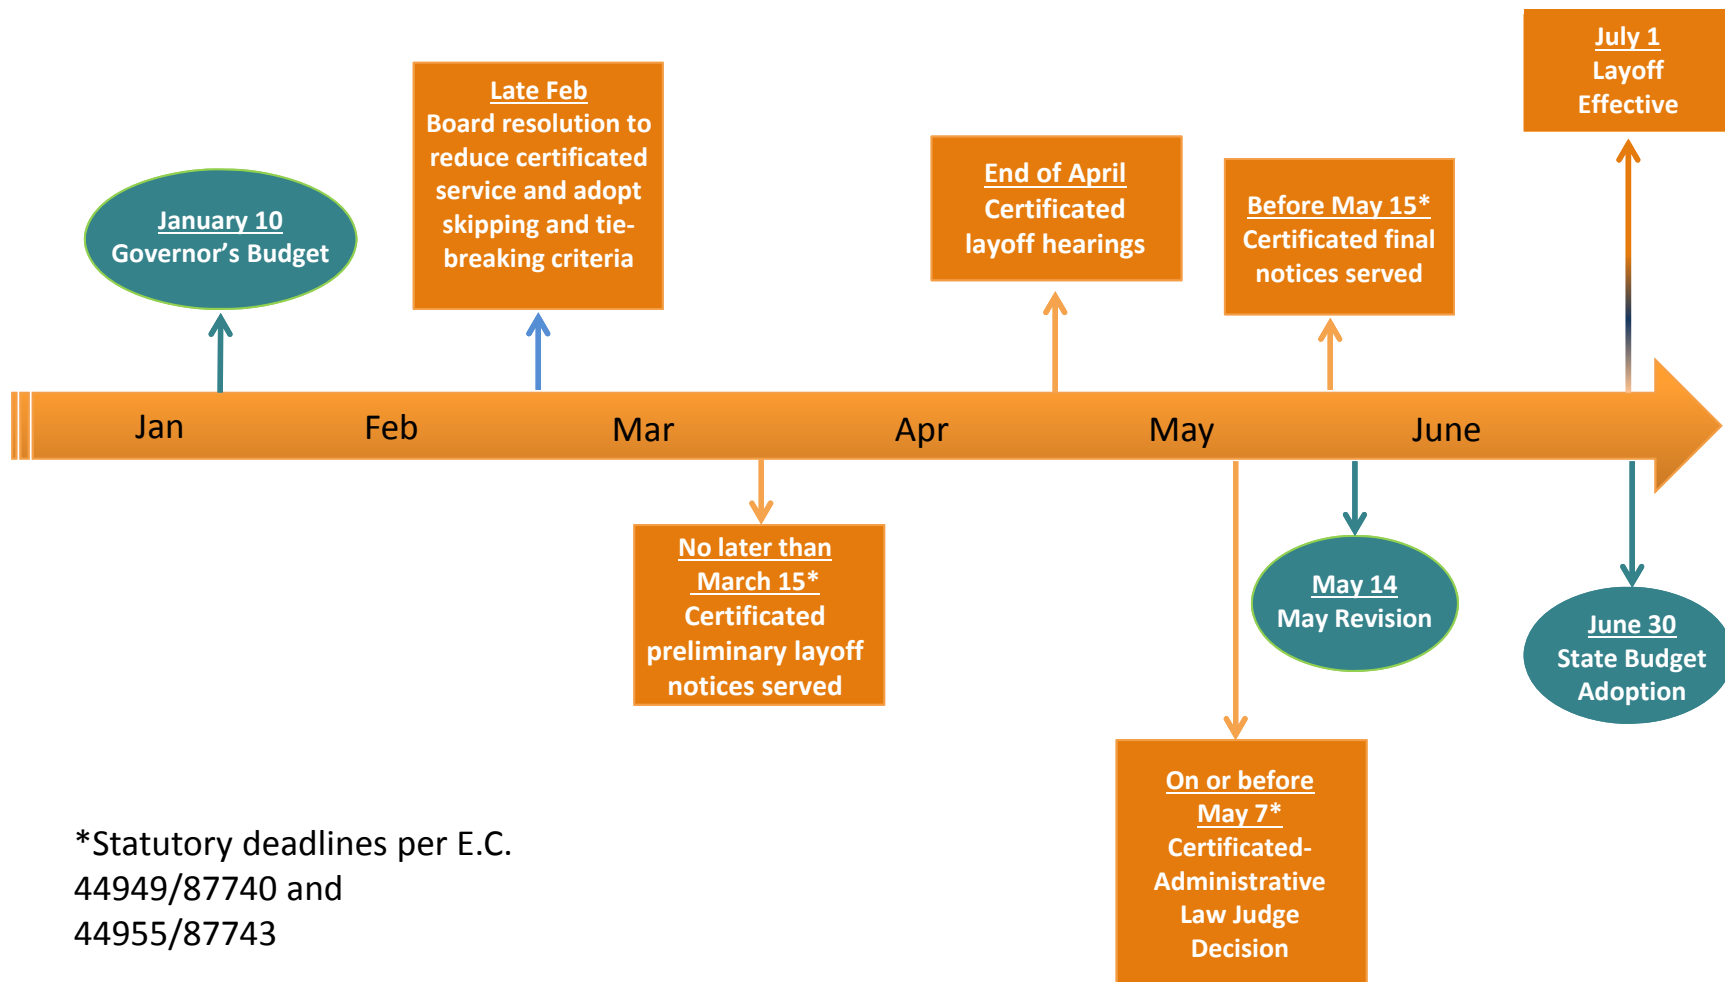 January 10
Governor’s Budget
Late Feb
Board resolution to
reduce certificated
service and adopt
skipping and tie-
breaking criteria
End of April
Certificated
layoff hearings
Before May 15*
Certificated final
notices served
July 1
Layoff
Effective
Jan
Feb
Mar
Apr
May
June
No later than
March 15*
Certificated
preliminary layoff
notices served
On or before
May 7*
Certificated-
Administrative
Law Judge
Decision
May 14
May Revision
June 30
State Budget
Adoption
*Statutory deadlines per E.C.
44949/87740 and
44955/87743